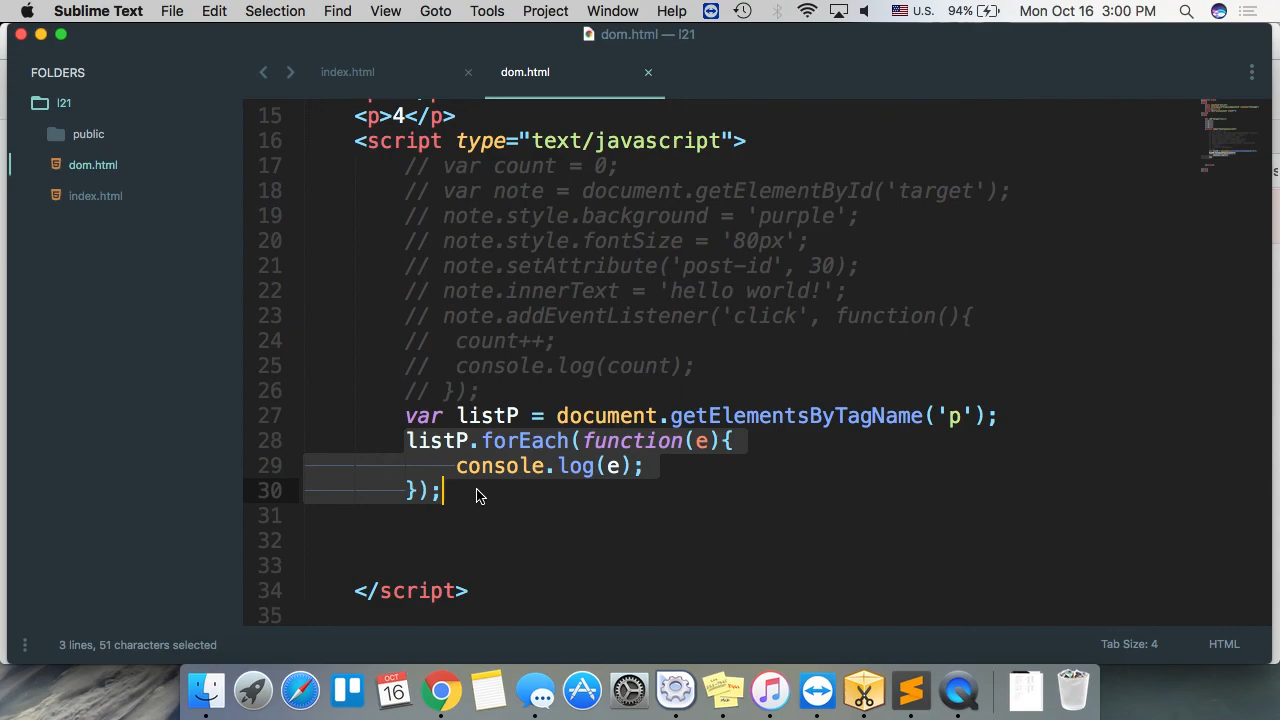 Sublime Text File Edit Selection Find View Goto Tools Project Window Help U.S. 94% Mon Oct 16 3:00 PM
dom.html — l21
FOLDERS
l21
public
dom.html
index.html
index.html × dom.html ×
15 <p>4</p>
16 <script type="text/javascript">
17 // var count = 0;
18 // var note = document.getElementById('target');
19 // note.style.background = 'purple';
20 // note.style.fontSize = '80px';
21 // note.setAttribute('post-id', 30);
22 // note.innerText = 'hello world!';
23 // note.addEventListener('click', function(){
24 // count++;
25 // console.log(count);
26 // });
27 var listP = document.getElementsByTagName('p');
28 listP.forEach(function(e){
29 console.log(e);
30 });
31
32
33
34 </script>
35
3 lines, 51 characters selected Tab Size: 4 HTML
OCT
16